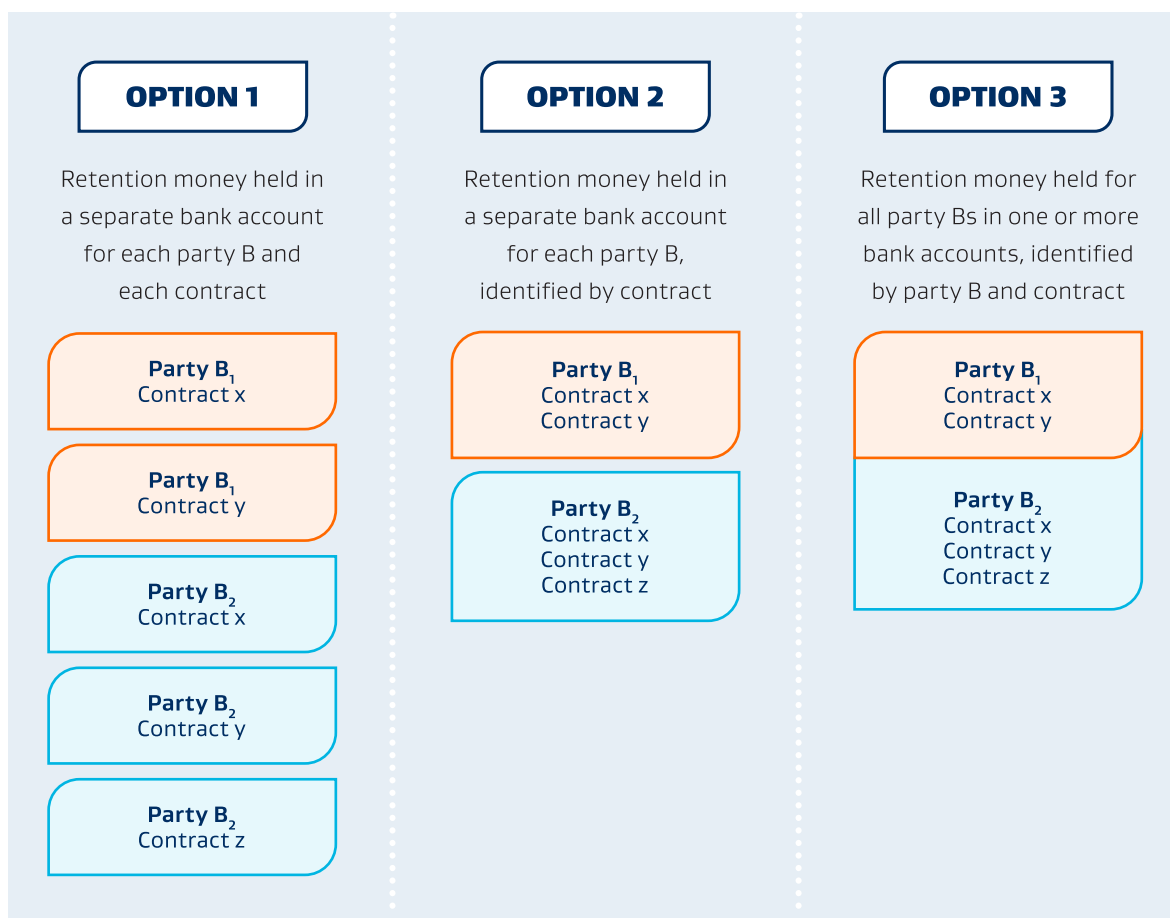 OPTION 1
Retention money held in
a separate bank account
for each party B and
each contract
Party B₁
Contract x
Party B₁
Contract y
Party B₂
Contract x
Party B₂
Contract y
Party B₂
Contract z
OPTION 2
Retention money held in
a separate bank account
for each party B,
identified by contract
Party B₁
Contract x
Contract y
Party B₂
Contract x
Contract y
Contract z
OPTION 3
Retention money held for
all party Bs in one or more
bank accounts, identified
by party B and contract
Party B₁
Contract x
Contract y
Party B₂
Contract x
Contract y
Contract z